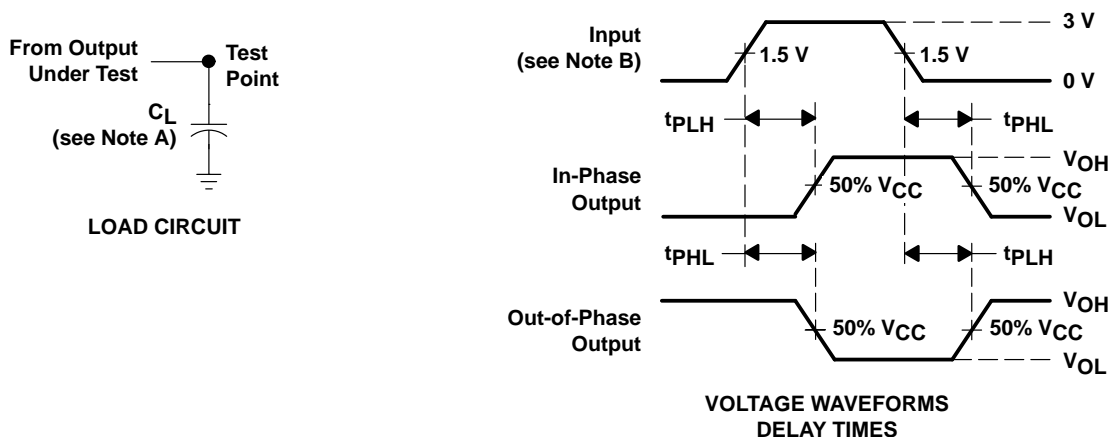 From Output
Under Test
Test
Point
CL
(see Note A)
LOAD CIRCUIT
Input
(see Note B)
1.5 V
1.5 V
3 V
0 V
tPLH
tPHL
In-Phase
Output
50% VCC
50% VCC
VOH
VOL
tPHL
tPLH
Out-of-Phase
Output
50% VCC
50% VCC
VOH
VOL
VOLTAGE WAVEFORMS
DELAY TIMES